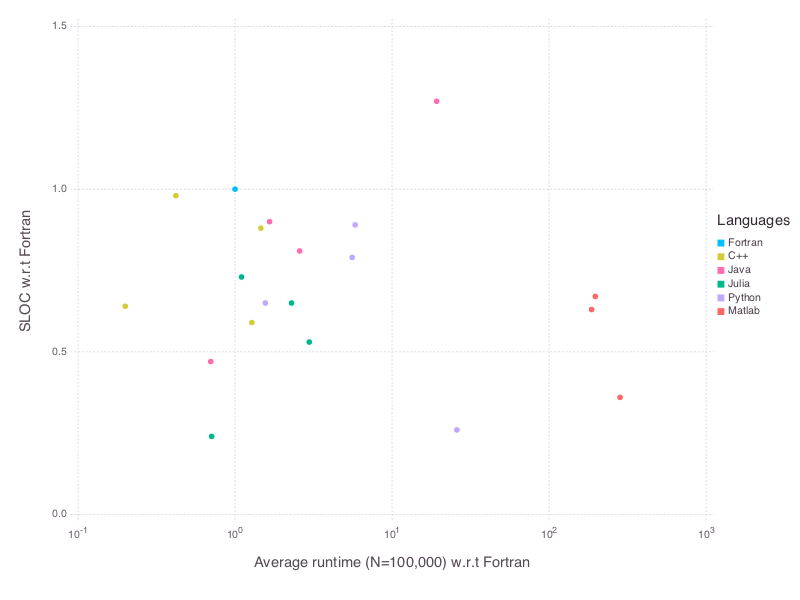 1.5
1.0
0.5
0.0
SLOC w.r.t Fortran
10⁻¹ 10⁰ 10¹ 10² 10³
Average runtime (N=100,000) w.r.t Fortran
Languages
Fortran
C++
Java
Julia
Python
Matlab